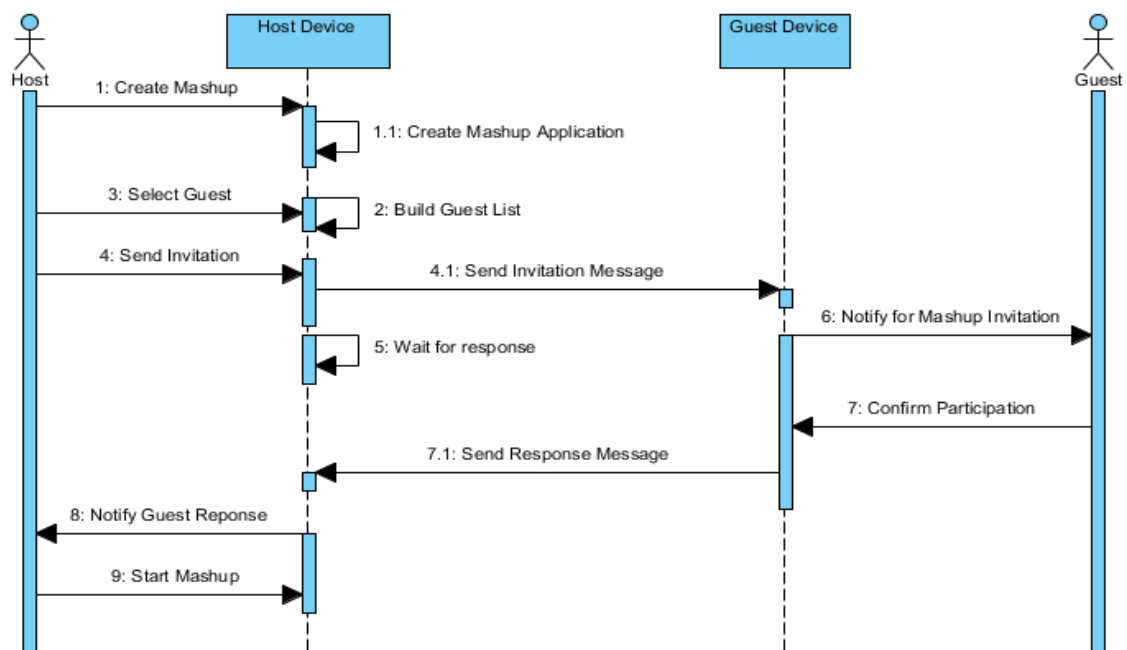 Host Device
Guest Device
Host
Guest
1: Create Mashup
1.1: Create Mashup Application
3: Select Guest
2: Build Guest List
4: Send Invitation
4.1: Send Invitation Message
6: Notify for Mashup Invitation
5: Wait for response
7: Confirm Participation
7.1: Send Response Message
8: Notify Guest Reponse
9: Start Mashup